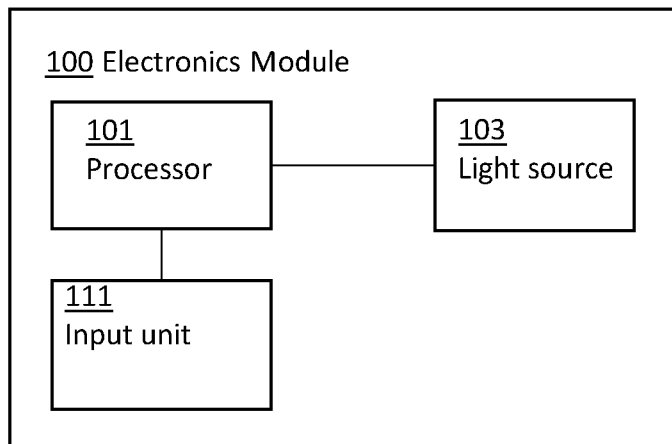 100 Electronics Module
101
Processor
103
Light source
111
Input unit